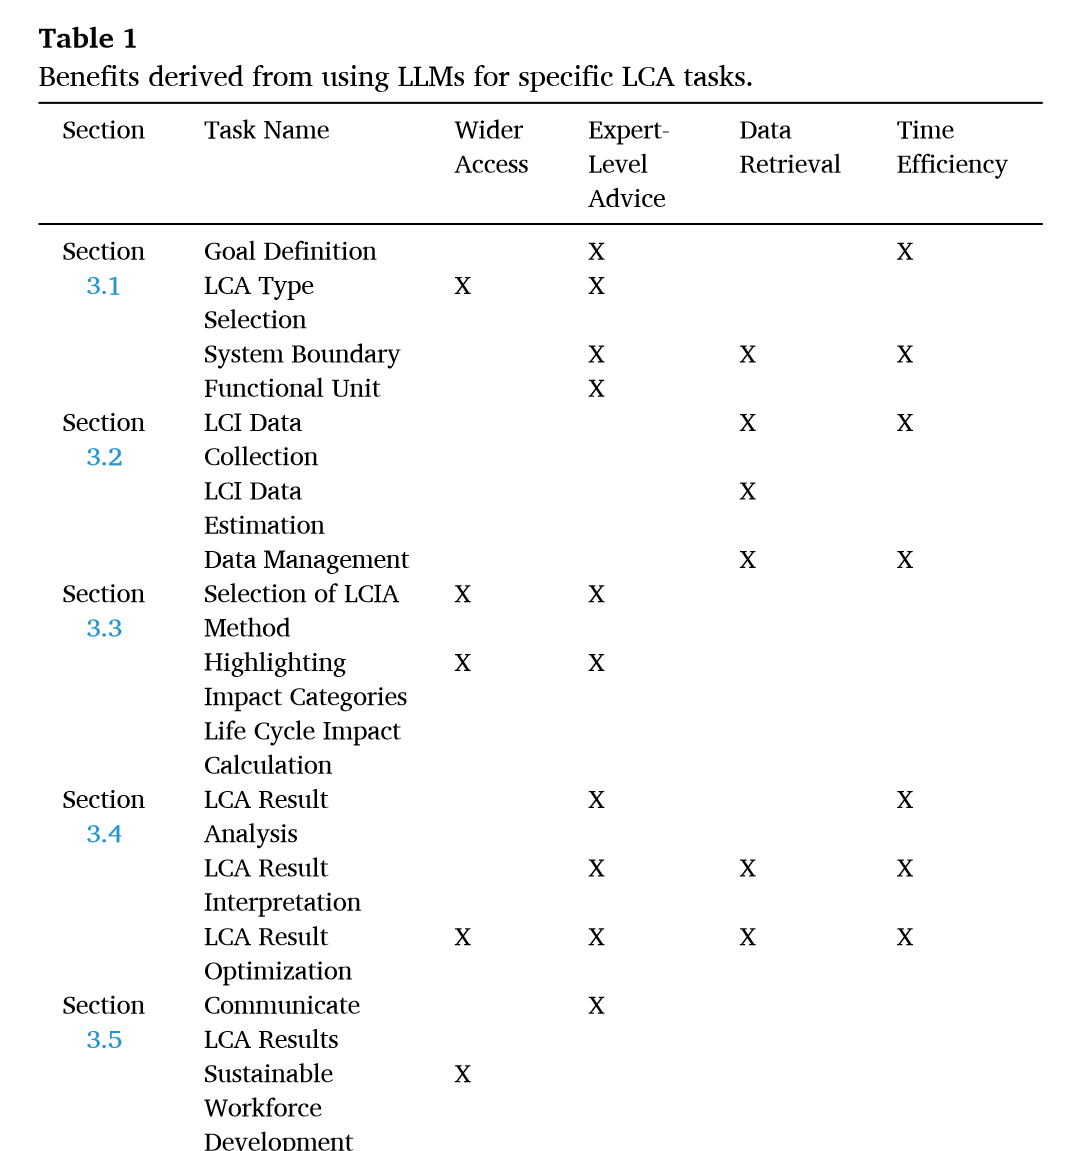 Table 1
Benefits derived from using LLMs for specific LCA tasks.
Section Task Name Wider Expert- Data Time
Access Level Retrieval Efficiency
Advice
Section Goal Definition X X
3.1 LCA Type X X
Selection
System Boundary X X X
Functional Unit X
Section LCI Data X X
3.2 Collection
LCI Data X
Estimation
Data Management X X
Section Selection of LCIA X X
3.3 Method
Highlighting X X
Impact Categories
Life Cycle Impact
Calculation
Section LCA Result X X
3.4 Analysis
LCA Result X X X
Interpretation
LCA Result X X X X
Optimization
Section Communicate X
3.5 LCA Results
Sustainable X
Workforce
Development